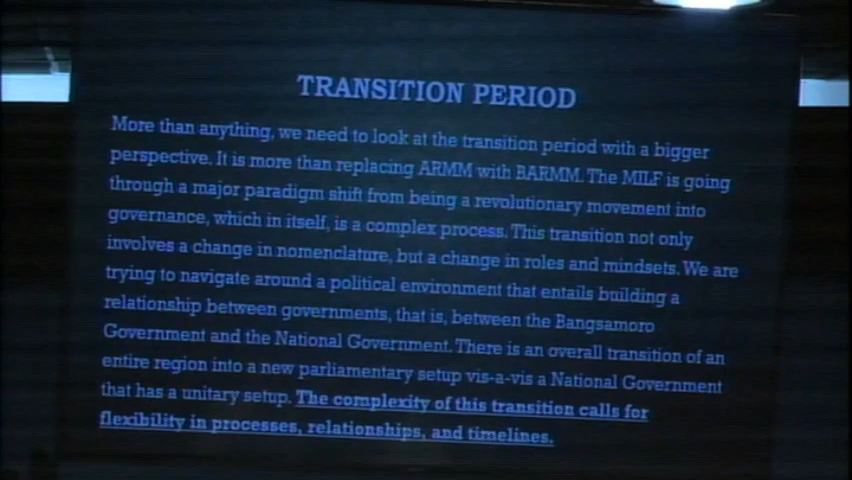 TRANSITION PERIOD
More than anything, we need to look at the transition period with a bigger
perspective. It is more than replacing ARMM with BARMM. The MILF is going
through a major paradigm shift from being a revolutionary movement into
governance, which in itself, is a complex process. This transition not only
involves a change in nomenclature, but a change in roles and mindsets. We are
trying to navigate around a political environment that entails building a
relationship between governments, that is, between the Bangsamoro
Government and the National Government. There is an overall transition of an
entire region into a new parliamentary setup vis-a-vis a National Government
that has a unitary setup. The complexity of this transition calls for
flexibility in processes, relationships, and timelines.